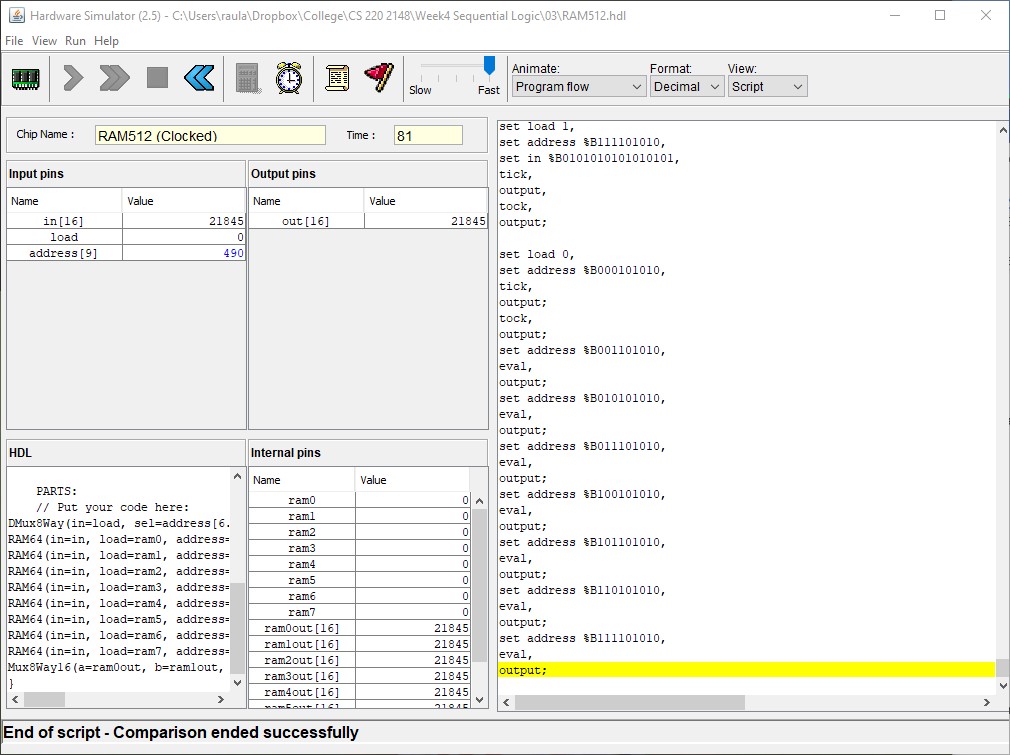 Hardware Simulator (2.5) - C:\Users\raula\Dropbox\College\CS 220 2148\Week4 Sequential Logic\03\RAM512.hdl
File View Run Help
Slow Fast
Animate: Format: View:
Program flow Decimal Script
Chip Name : RAM512 (Clocked) Time : 81
Input pins
Name Value
in[16] 21845
load 0
address[9] 490
Output pins
Name Value
out[16] 21845
HDL
PARTS:
// Put your code here:
DMux8Way(in=load, sel=address[6.
RAM64(in=in, load=ram0, address=
RAM64(in=in, load=ram1, address=
RAM64(in=in, load=ram2, address=
RAM64(in=in, load=ram3, address=
RAM64(in=in, load=ram4, address=
RAM64(in=in, load=ram5, address=
RAM64(in=in, load=ram6, address=
RAM64(in=in, load=ram7, address=
Mux8Way16(a=ram0out, b=ram1out,
}
Internal pins
Name Value
ram0 0
ram1 0
ram2 0
ram3 0
ram4 0
ram5 0
ram6 0
ram7 0
ram0out[16] 21845
ram1out[16] 21845
ram2out[16] 21845
ram3out[16] 21845
ram4out[16] 21845
ram5out[16] 21845
set load 1,
set address %B111101010,
set in %B0101010101010101,
tick,
output,
tock,
output;
set load 0,
set address %B000101010,
tick,
output;
tock,
output;
set address %B001101010,
eval,
output;
set address %B010101010,
eval,
output;
set address %B011101010,
eval,
output;
set address %B100101010,
eval,
output;
set address %B101101010,
eval,
output;
set address %B110101010,
eval,
output;
set address %B111101010,
eval,
output;
End of script - Comparison ended successfully